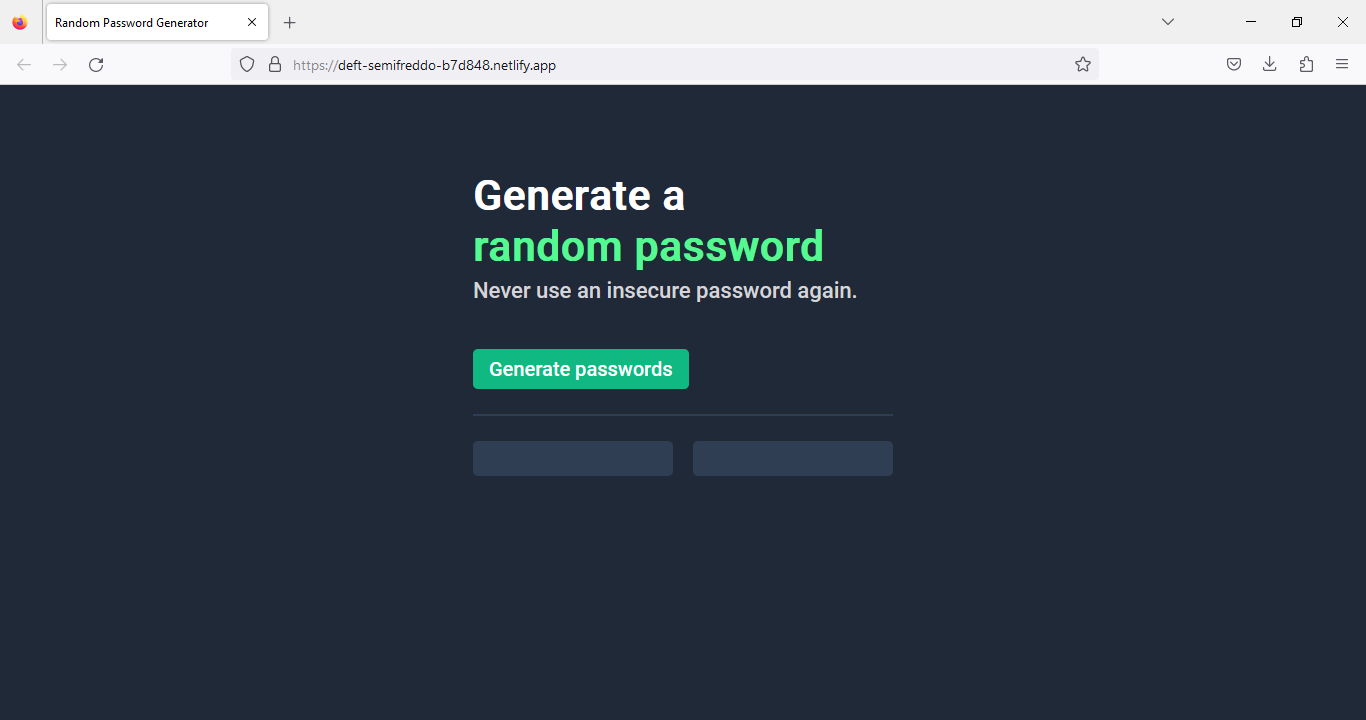 Random Password Generator
https://deft-semifreddo-b7d848.netlify.app
Generate a
random password
Never use an insecure password again.
Generate passwords